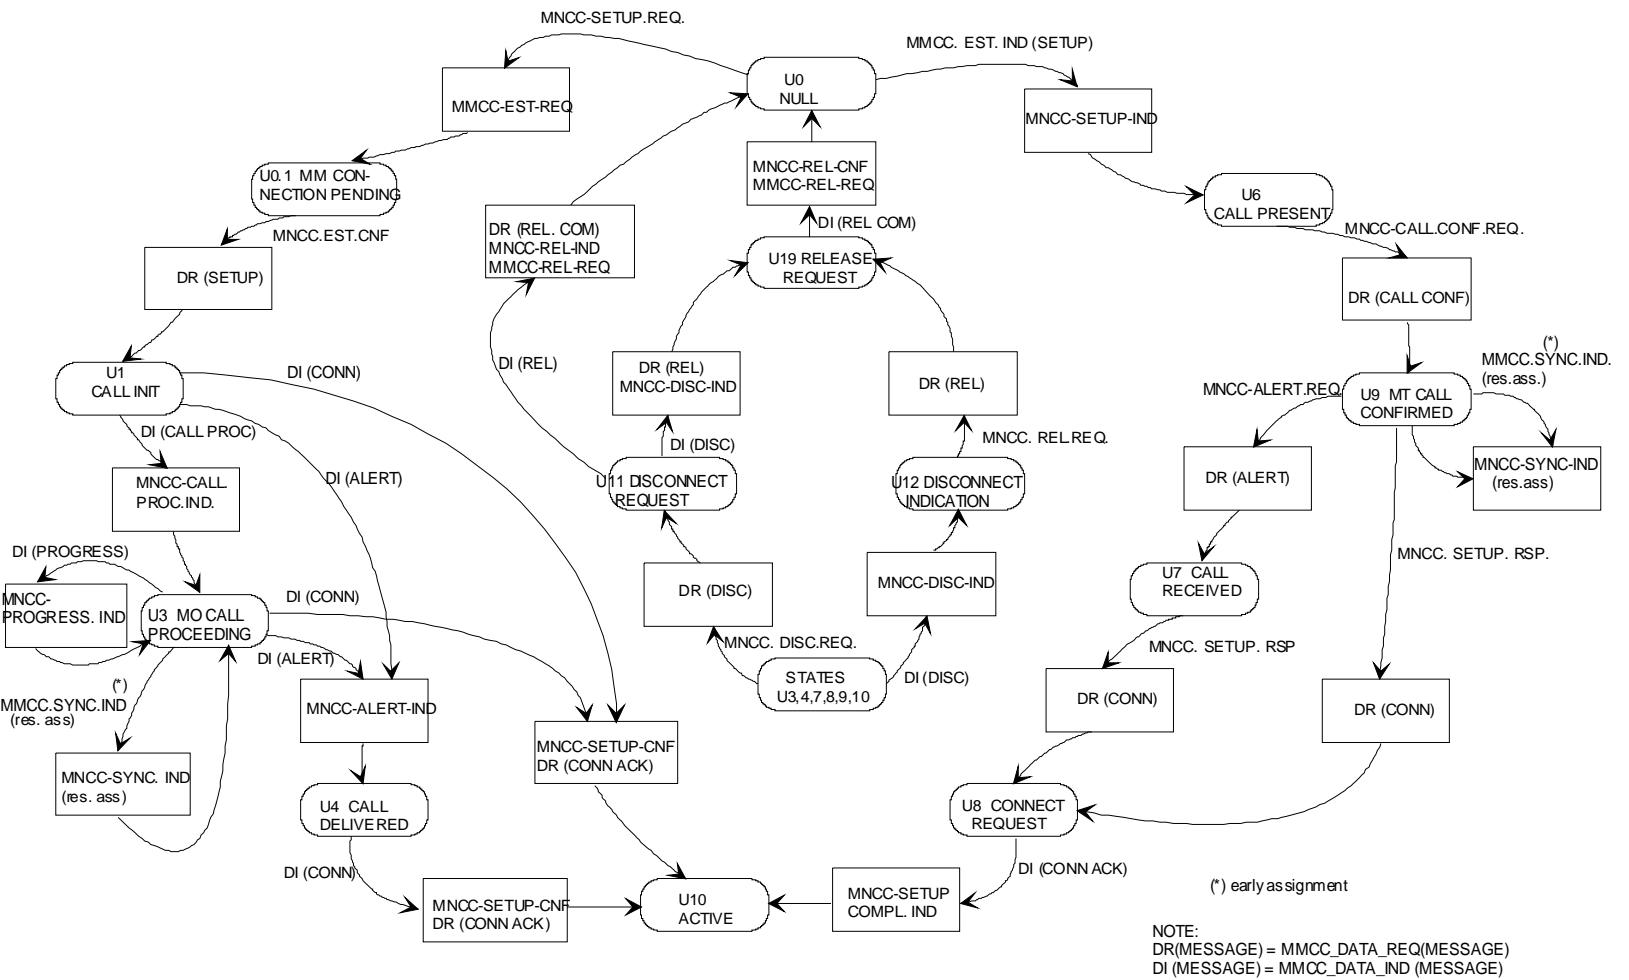 MNCC-SETUP.REQ.
MMCC. EST. IND (SETUP)
U0
NULL
MMCC-EST-REQ
MNCC-SETUP-IND
MNCC-REL-CNF
MMCC-REL-REQ
U0.1 MM CON-
NECTION PENDING
U6
CALL PRESENT
DI (REL COM)
MNCC.EST.CNF
DR (REL. COM)
MNCC-REL-IND
MMCC-REL-REQ
MNCC-CALL.CONF.REQ.
U19 RELEASE
REQUEST
DR (SETUP)
DR (CALL CONF)
(*)
MMCC.SYNC.IND.
(res.ass.)
U1
CALL INIT
DI (CONN)
DI (REL)
DR (REL)
MNCC-DISC-IND
DR (REL)
MNCC-ALERT.REQ
U9 MT CALL
CONFIRMED
DI (CALL PROC)
DI (DISC)
MNCC. REL REQ.
MNCC-CALL.
PROC.IND.
DI (ALERT)
U11 DISCONNECT
REQUEST
U12 DISCONNECT
INDICATION
DR (ALERT)
MNCC-SYNC-IND
(res.ass)
DI (PROGRESS)
MNCC. SETUP. RSP.
MNCC-
PROGRESS. IND
DI (CONN)
DR (DISC)
MNCC-DISC-IND
U7 CALL
RECEIVED
U3 MO CALL
PROCEEDING
DI (ALERT)
MNCC. DISC.REQ.
MNCC. SETUP. RSP
(*)
MMCC.SYNC.IND
(res. ass)
STATES
U3,4,7,8,9,10
DI (DISC)
MNCC-ALERT-IND
DR (CONN)
DR (CONN)
MNCC-SYNC. IND
(res. ass)
MNCC-SETUP-CNF
DR (CONN ACK)
U4 CALL
DELIVERED
U8 CONNECT
REQUEST
DI (CONN)
DI (CONN ACK)
MNCC-SETUP-CNF
DR (CONN ACK)
U10
ACTIVE
MNCC-SETUP
COMPL. IND
(*) early assignment
NOTE:
DR(MESSAGE) = MMCC_DATA_REQ(MESSAGE)
DI (MESSAGE) = MMCC_DATA_IND (MESSAGE)